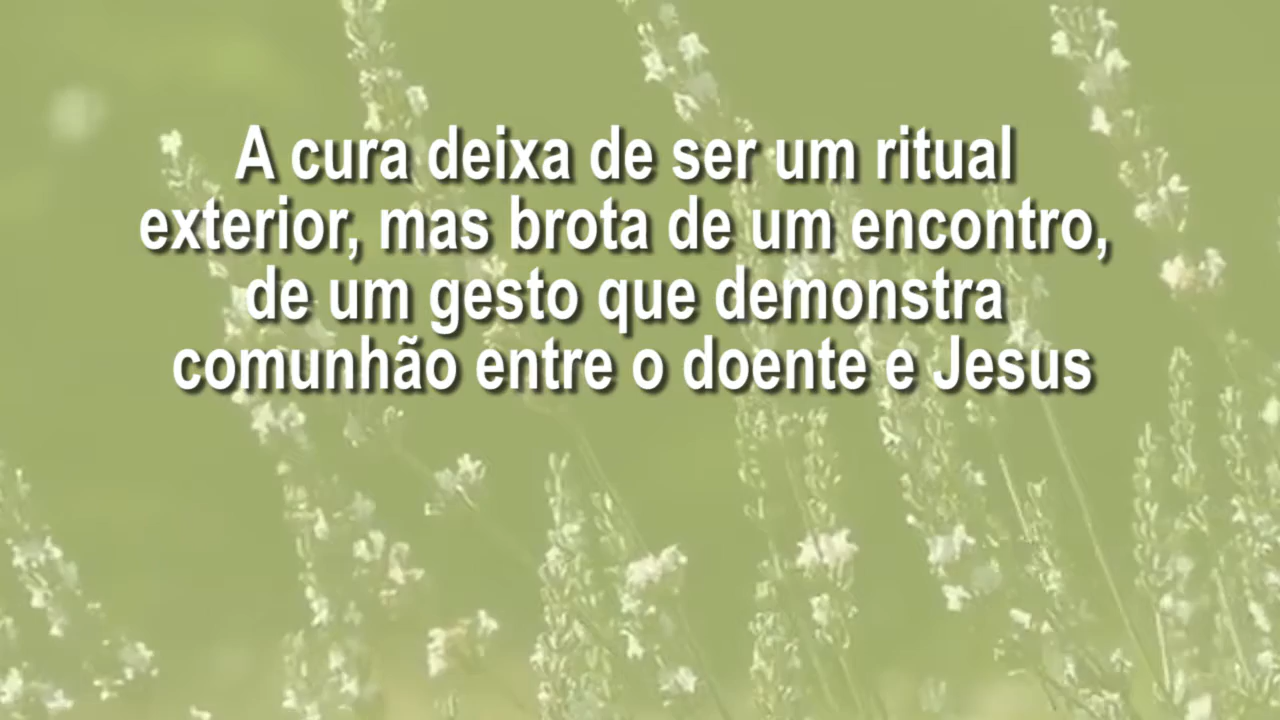 A cura deixa de ser um ritual
exterior, mas brota de um encontro,
de um gesto que demonstra
comunhão entre o doente e Jesus